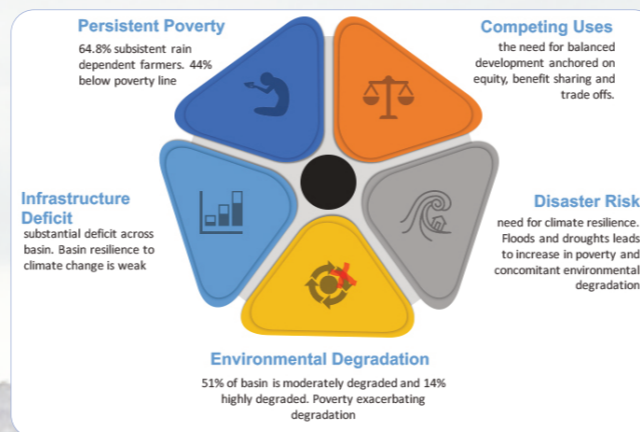 Persistent Poverty
64.8% subsistent rain
dependent farmers. 44%
below poverty line
Competing Uses
the need for balanced
development anchored on
equity, benefit sharing and
trade offs.
Infrastructure
Deficit
substantial deficit across
basin. Basin resilience to
climate change is weak
Disaster Risk
need for climate resilience.
Floods and droughts leads
to increase in poverty and
concomitant environmental
degradation
Environmental Degradation
51% of basin is moderately degraded and 14%
highly degraded. Poverty exacerbating
degradation